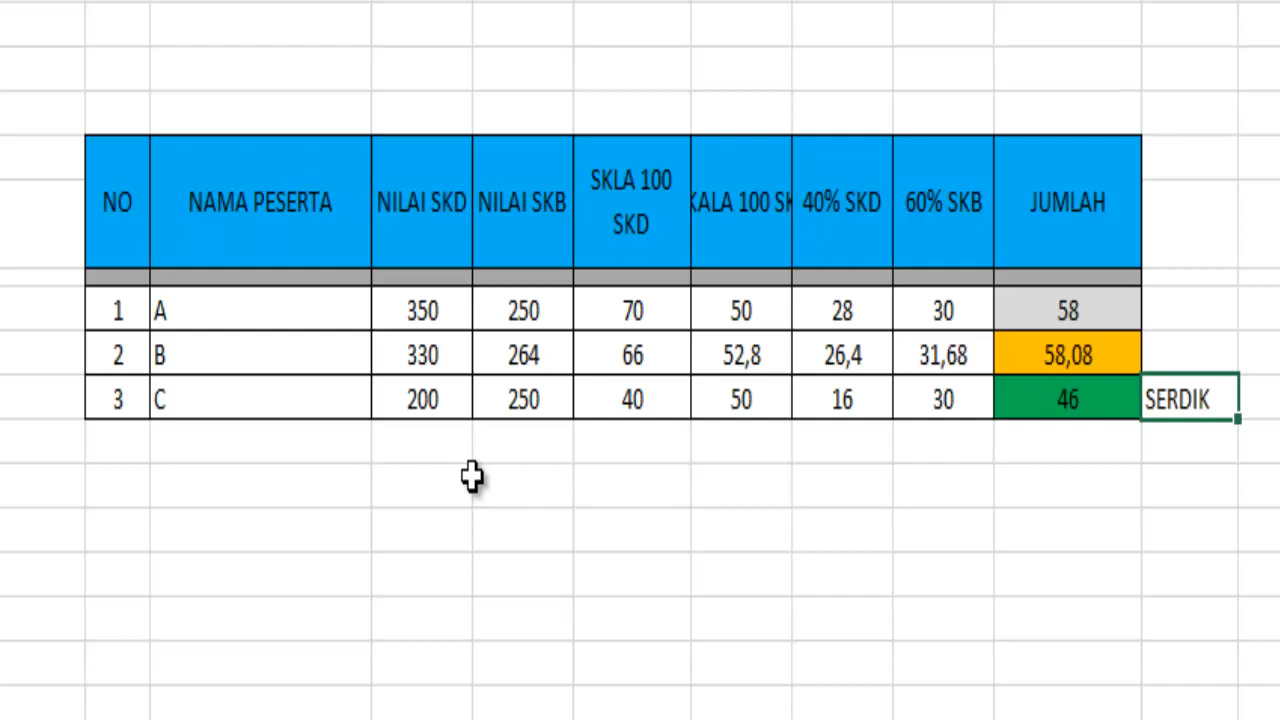 NO NAMA PESERTA NILAI SKD NILAI SKB SKLA 100 SKD KALA 100 SK 40% SKD 60% SKB JUMLAH
1 A 350 250 70 50 28 30 58
2 B 330 264 66 52,8 26,4 31,68 58,08
3 C 200 250 40 50 16 30 46 SERDIK